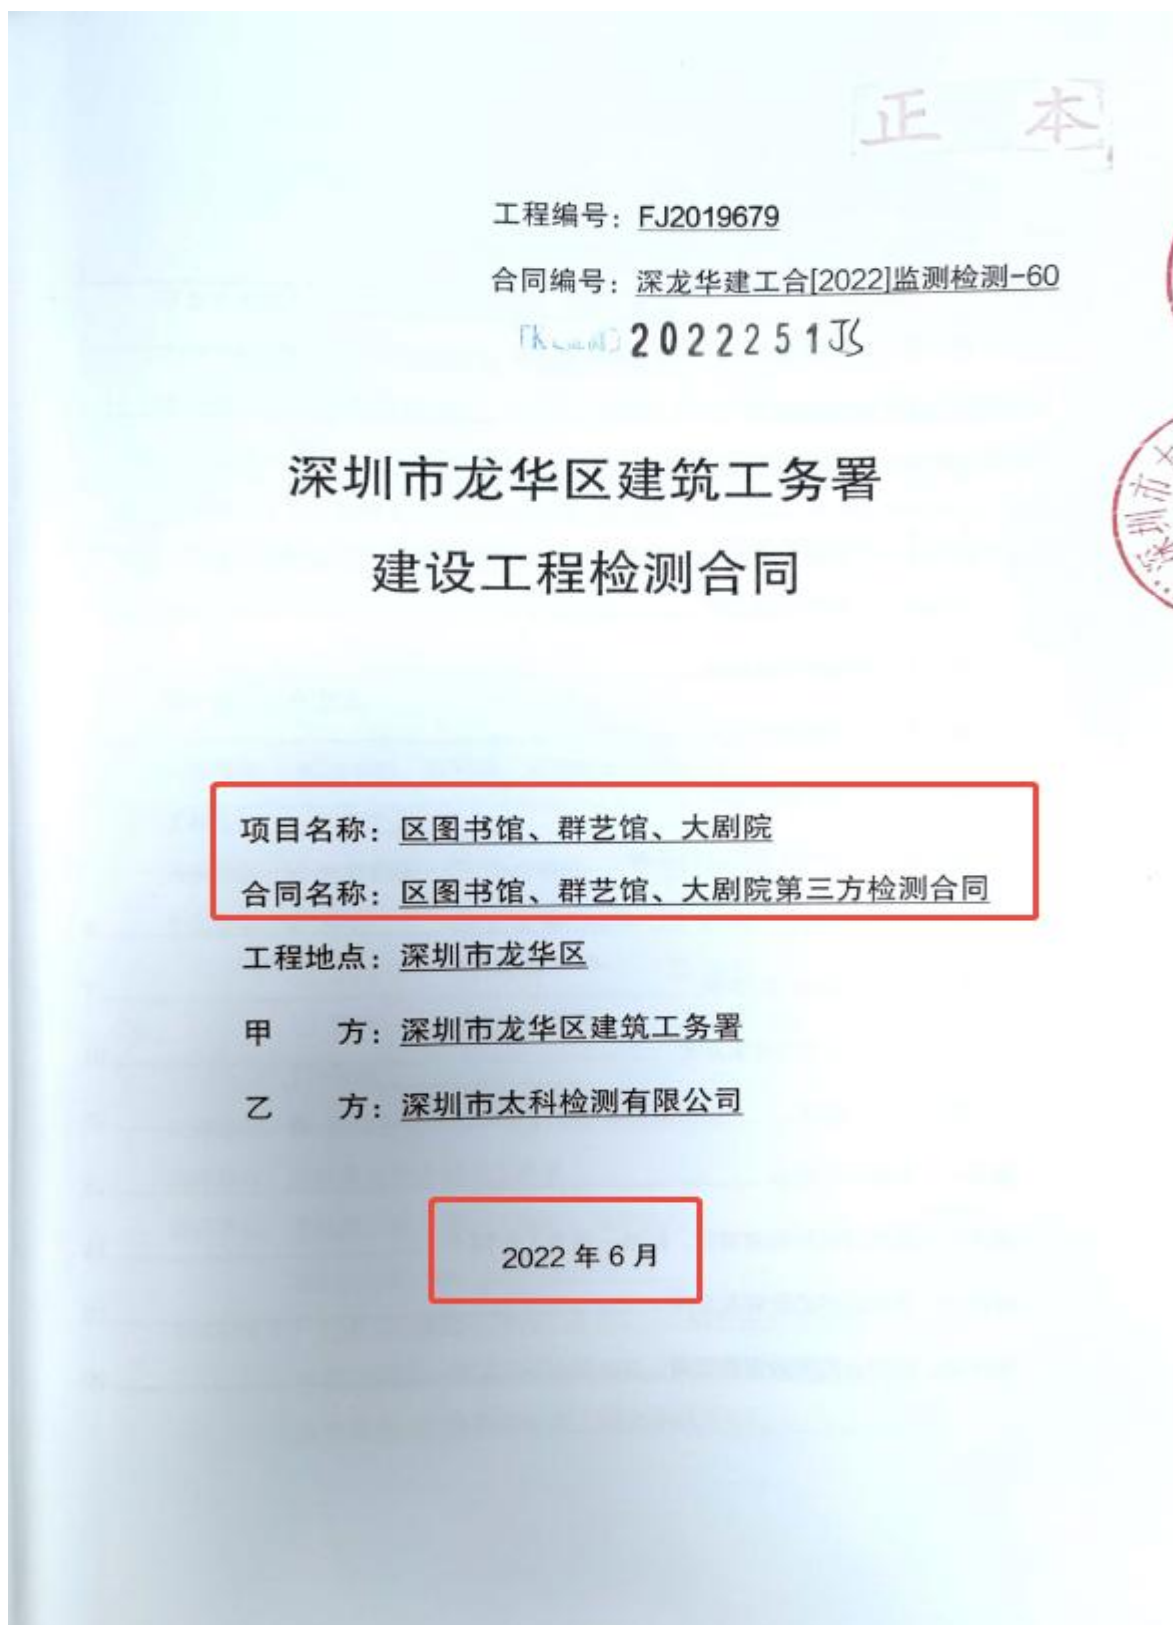 正 本
工程编号：FJ2019679
合同编号：深龙华建工合[2022]监测检测-60
2022251JS
深圳市龙华区建筑工务署
建设工程检测合同
项目名称：区图书馆、群艺馆、大剧院
合同名称：区图书馆、群艺馆、大剧院第三方检测合同
工程地点：深圳市龙华区
甲 方：深圳市龙华区建筑工务署
乙 方：深圳市太科检测有限公司
2022 年 6 月
深圳市